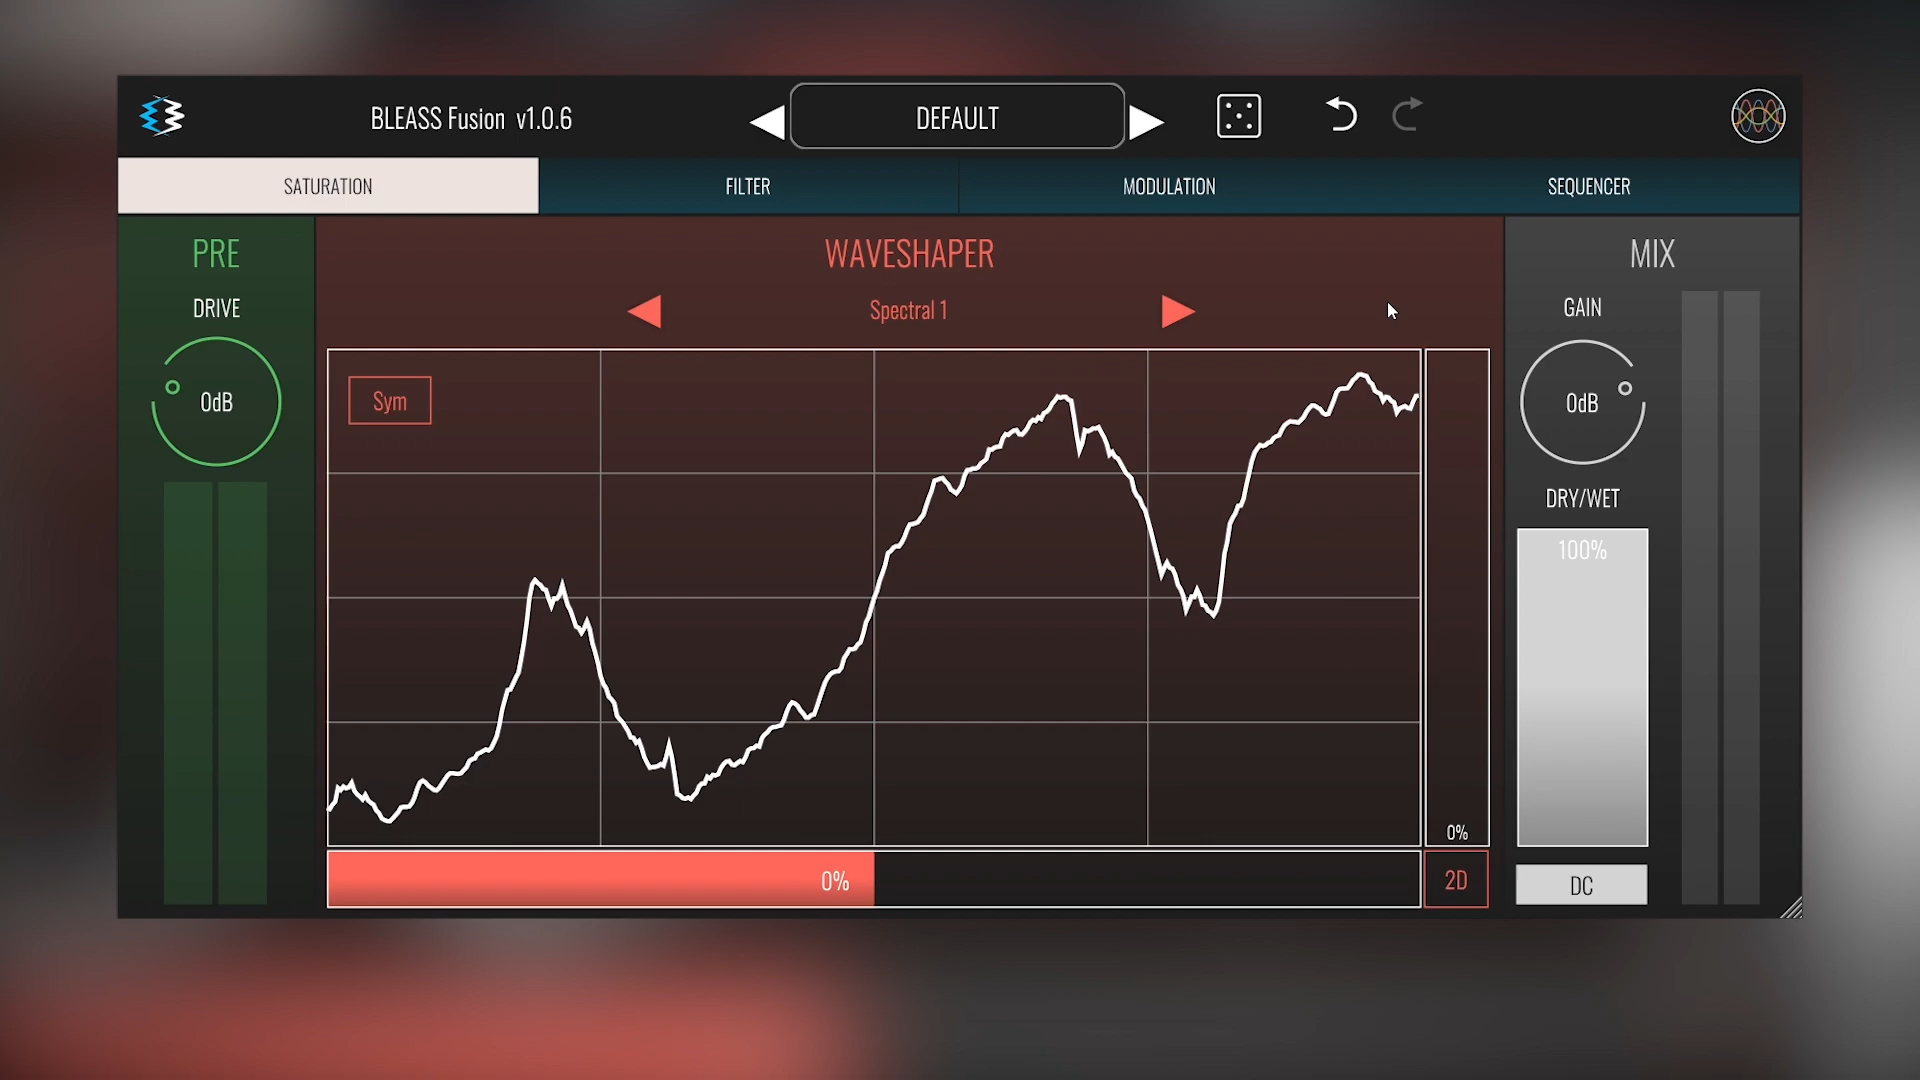 BLEASS Fusion v1.0.6
DEFAULT
SATURATION
FILTER
MODULATION
SEQUENCER
PRE
WAVESHAPER
MIX
DRIVE
Spectral 1
GAIN
0dB
Sym
0dB
DRY/WET
100%
0%
0%
2D
DC